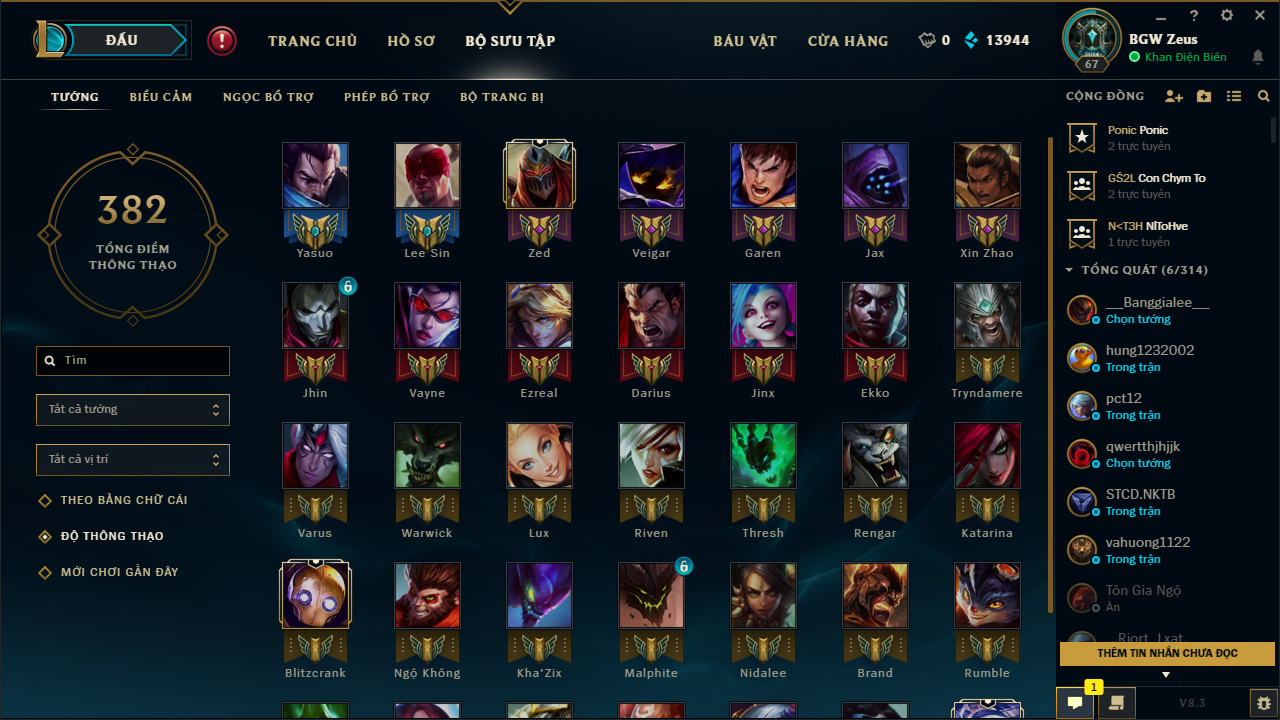 ĐẤU
TRANG CHỦ
HỒ SƠ
BỘ SƯU TẬP
BÁU VẬT
CỬA HÀNG
0
13944
BGW Zeus
Khan Điện Biên
67
TƯỚNG
BIỂU CẢM
NGỌC BỔ TRỢ
PHÉP BỔ TRỢ
BỘ TRANG BỊ
CỘNG ĐỒNG
382
TỔNG ĐIỂM
THÔNG THẠO
Tìm
Tất cả tướng
Tất cả vị trí
THEO BẢNG CHỮ CÁI
ĐỘ THÔNG THẠO
MỚI CHƠI GẦN ĐÂY
Yasuo
Lee Sin
Zed
Veigar
Garen
Jax
Xin Zhao
6
Jhin
Vayne
Ezreal
Darius
Jinx
Ekko
Tryndamere
Varus
Warwick
Lux
Riven
Thresh
Rengar
Katarina
6
Blitzcrank
Ngộ Không
Kha'Zix
Malphite
Nidalee
Brand
Rumble
Ponic Ponic
2 trực tuyến
GŠ2L Con Chym To
2 trực tuyến
N<T3H NlToHve
1 trực tuyến
TỔNG QUÁT (6/314)
__Banggialee__
Chọn tướng
hung1232002
Trong trận
pct12
Trong trận
qwertthjhjjk
Chọn tướng
STCD.NKTB
Trong trận
vahuong1122
Trong trận
Tôn Gia Ngộ
Ẩn
THÊM TIN NHẮN CHƯA ĐỌC
1
V8.3